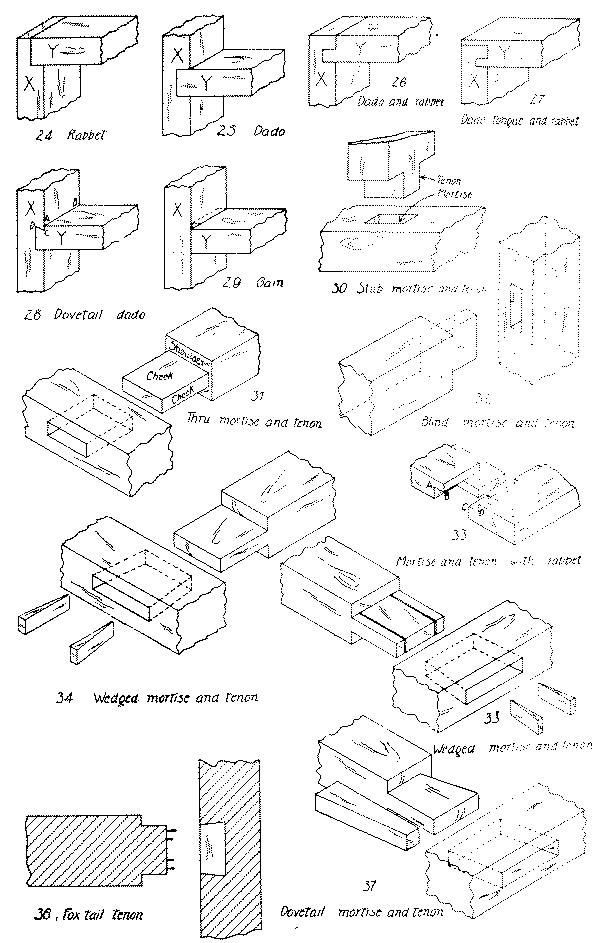 X Y
24 Rabbet
X Y
25 Dado
Y X
26
Dado and rabbet
Y X
27
Dado tongue and rabbet
X Y
28 Dovetail dado
X Y
29 Gain
Tenon
Mortise
30 Stub mortise and
Shoulder
Cheek
Cheek
31
Thru mortise and tenon
Blind mortise and tenon
A
B
C
D
33
Mortise and tenon with rabbet
34 Wedged mortise and tenon
Wedged mortise and tenon
36, Fox tail tenon
37
Dovetail mortise and tenon